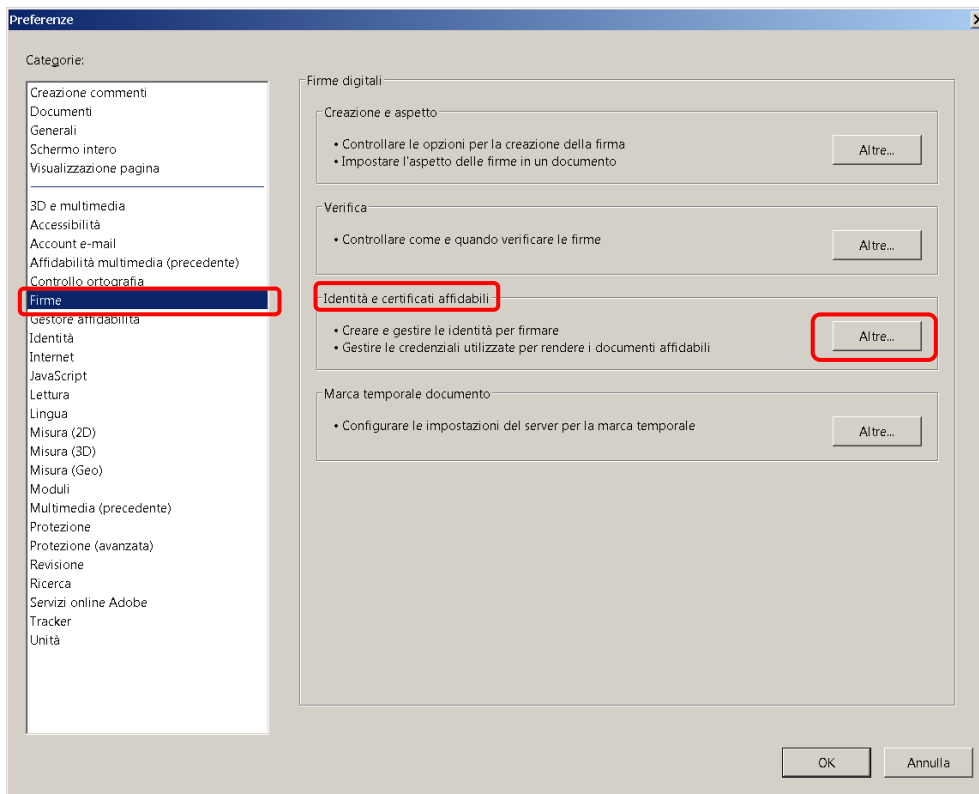 Preferenze
Categorie:
Creazione commenti
Documenti
Generali
Schermo intero
Visualizzazione pagina
3D e multimedia
Accessibilità
Account e-mail
Affidabilità multimedia (precedente)
Controllo ortografia
Firme
Gestore affidabilità
Identità
Internet
JavaScript
Lettura
Lingua
Misura (2D)
Misura (3D)
Misura (Geo)
Moduli
Multimedia (precedente)
Protezione
Protezione (avanzata)
Revisione
Ricerca
Servizi online Adobe
Tracker
Unità
Firme digitali
Creazione e aspetto
• Controllare le opzioni per la creazione della firma
• Impostare l'aspetto delle firme in un documento
Altre...
Verifica
• Controllare come e quando verificare le firme
Altre...
Identità e certificati affidabili
• Creare e gestire le identità per firmare
• Gestire le credenziali utilizzate per rendere i documenti affidabili
Altre...
Marca temporale documento
• Configurare le impostazioni del server per la marca temporale
Altre...
OK
Annulla